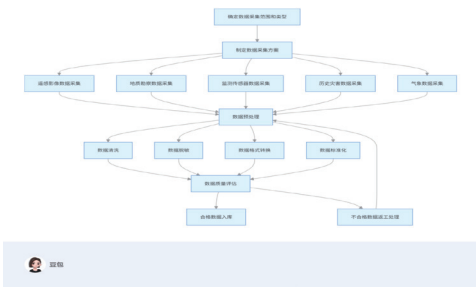 确定数据采集范围和类型
制定数据采集方案
遥感影像数据采集
地质勘察数据采集
监测传感器数据采集
历史灾害数据采集
气象数据采集
数据预处理
数据清洗
数据脱敏
数据格式转换
数据标准化
数据质量评估
合格数据入库
不合格数据返工处理
豆包